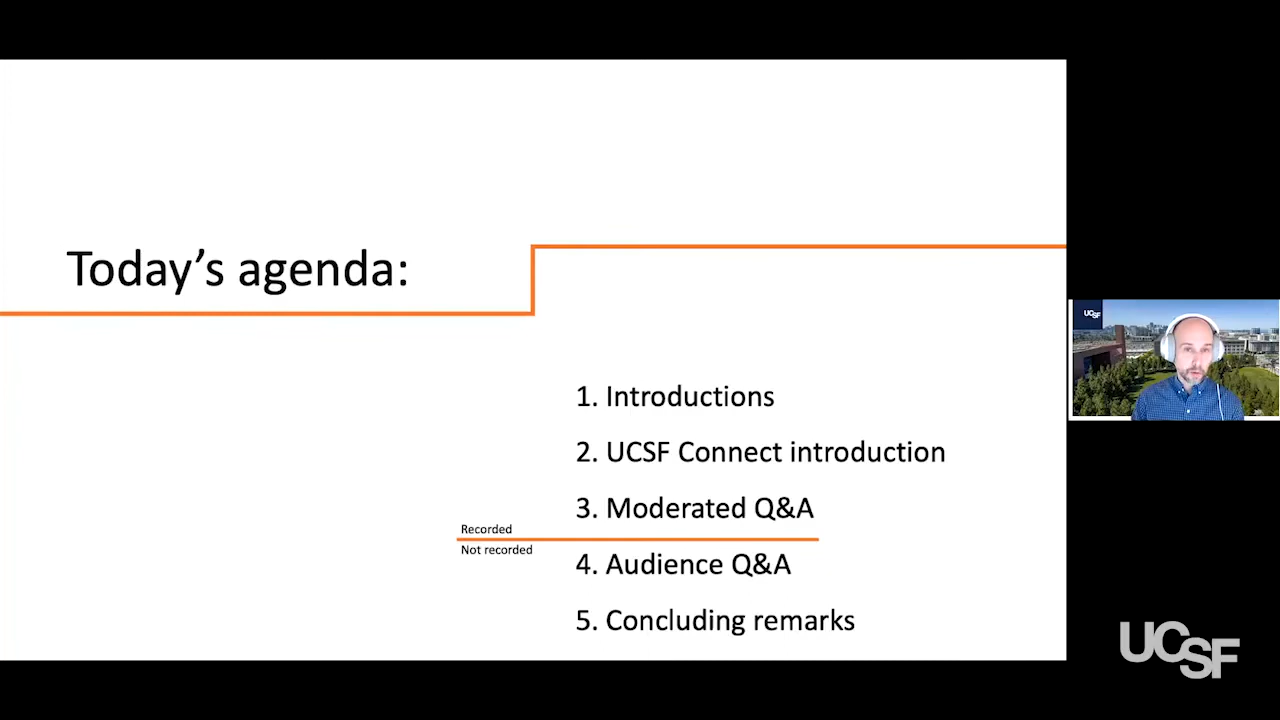 Today's agenda:
1. Introductions
2. UCSF Connect introduction
3. Moderated Q&A
Recorded
Not recorded
4. Audience Q&A
5. Concluding remarks
UCSF
UCSF